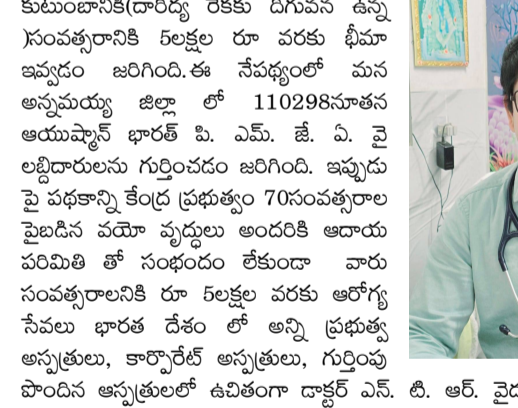 కుటుంబానికి(దారిద్య్ర రేకకు దిగువన ఉన్న
)సంవత్సరానికి 5లక్షల రూ వరకు భీమా
ఇవ్వడం జరిగింది.ఈ నేపథ్యంలో మన
అన్నమయ్య జిల్లా లో 110298నూతన
ఆయుష్మాన్ భారత్ పి. ఎమ్. జే. ఏ. వై
లబ్దిదారులను గుర్తించడం జరిగింది. ఇప్పుడు
పై పథకాన్ని కేంద్ర ప్రభుత్వం 70సంవత్సరాల
పైబడిన వయో వృద్ధులు అందరికి ఆదాయ
పరిమితి తో సంభందం లేకుండా వారు
సంవత్సరాలనికి రూ 5లక్షల వరకు ఆరోగ్య
సేవలు భారత దేశం లో అన్ని ప్రభుత్వ
అస్పత్రులు, కార్పొరేట్ అస్పత్రులు, గుర్తింపు
పొందిన ఆస్పత్రులలో ఉచితంగా డాక్టర్ ఎన్. టి. ఆర్.